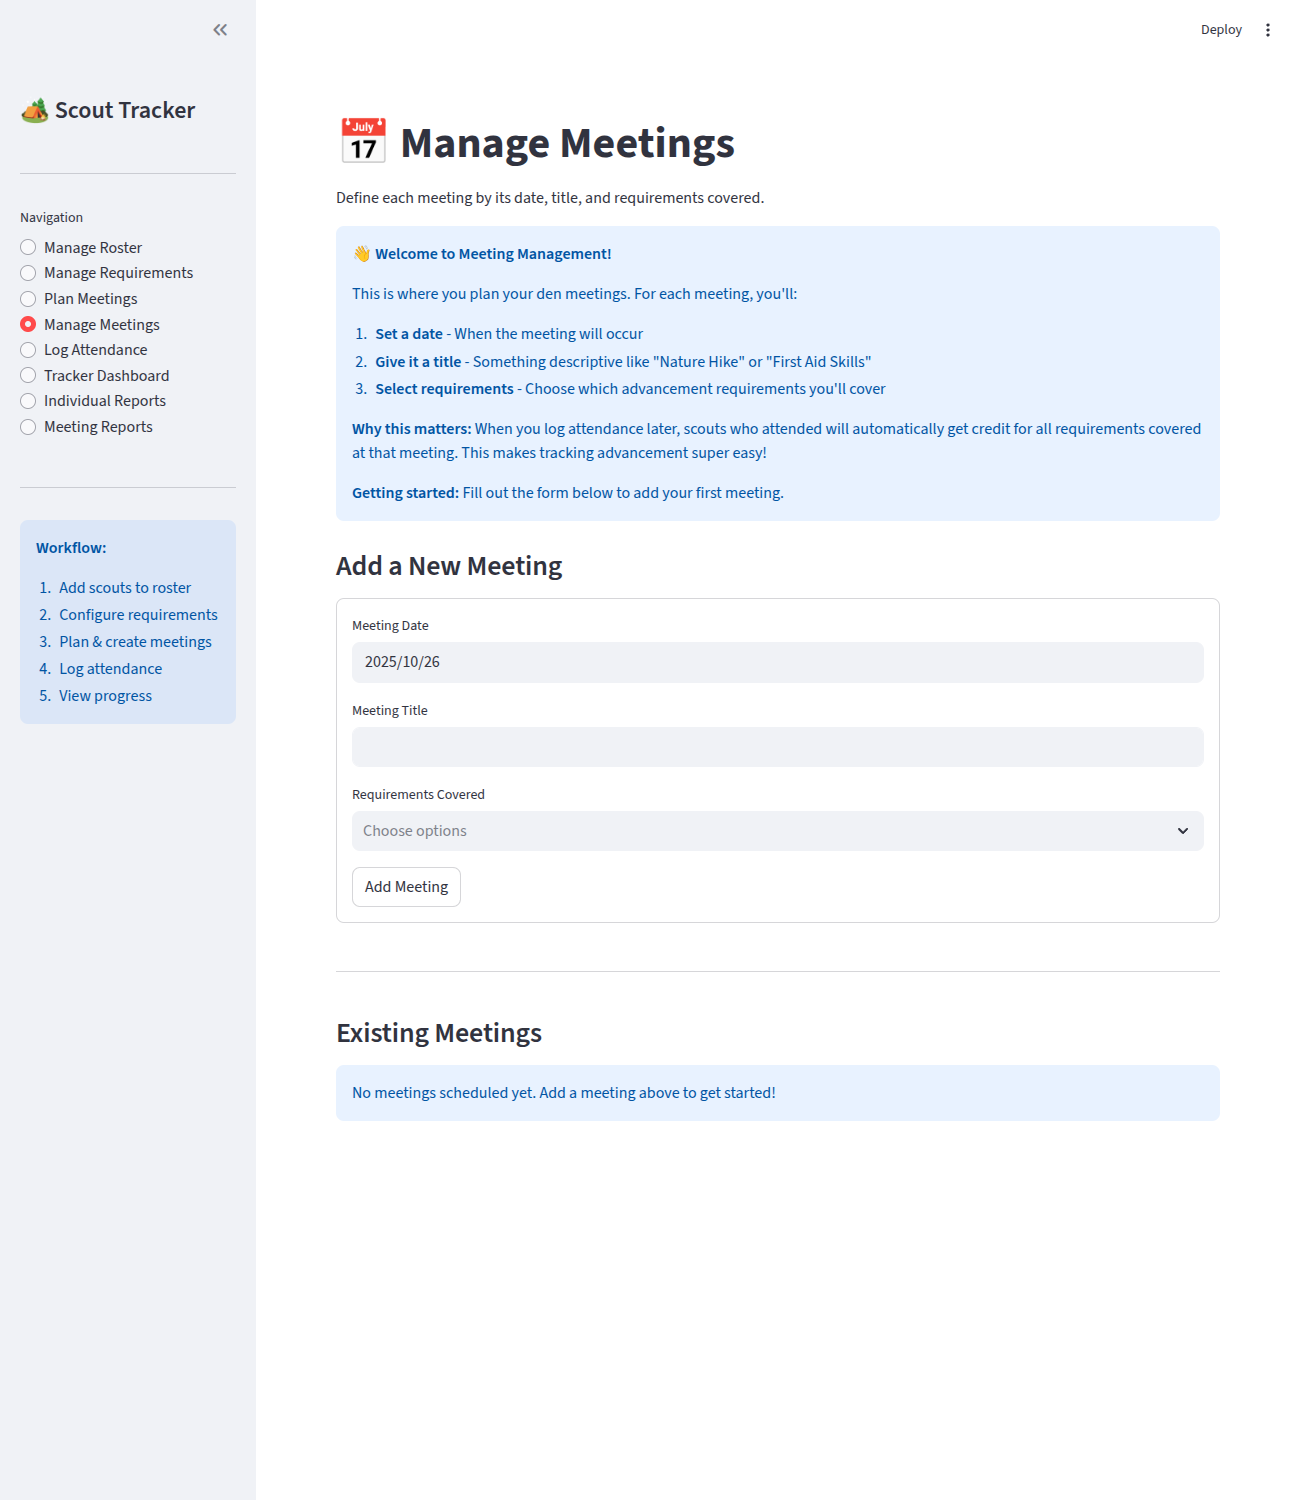 Deploy
🏕️ Scout Tracker
Navigation
Manage Roster
Manage Requirements
Plan Meetings
Manage Meetings
Log Attendance
Tracker Dashboard
Individual Reports
Meeting Reports
Workflow:
1. Add scouts to roster
2. Configure requirements
3. Plan & create meetings
4. Log attendance
5. View progress
📅 Manage Meetings
Define each meeting by its date, title, and requirements covered.
👋 Welcome to Meeting Management!
This is where you plan your den meetings. For each meeting, you'll:
1. Set a date - When the meeting will occur
2. Give it a title - Something descriptive like "Nature Hike" or "First Aid Skills"
3. Select requirements - Choose which advancement requirements you'll cover
Why this matters: When you log attendance later, scouts who attended will automatically get credit for all requirements covered
at that meeting. This makes tracking advancement super easy!
Getting started: Fill out the form below to add your first meeting.
Add a New Meeting
Meeting Date
2025/10/26
Meeting Title
Requirements Covered
Choose options
Add Meeting
Existing Meetings
No meetings scheduled yet. Add a meeting above to get started!